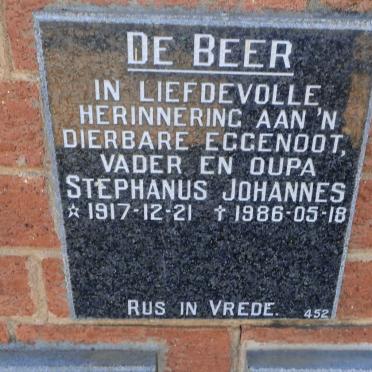 DE BEER
IN LIEFDEVOLLE
HERINNERING AAN 'N
DIERBARE EGGENOOT,
VADER EN OUPA
STEPHANUS JOHANNES
☆ 1917-12-21 † 1986-05-18
RUS IN VREDE. 452